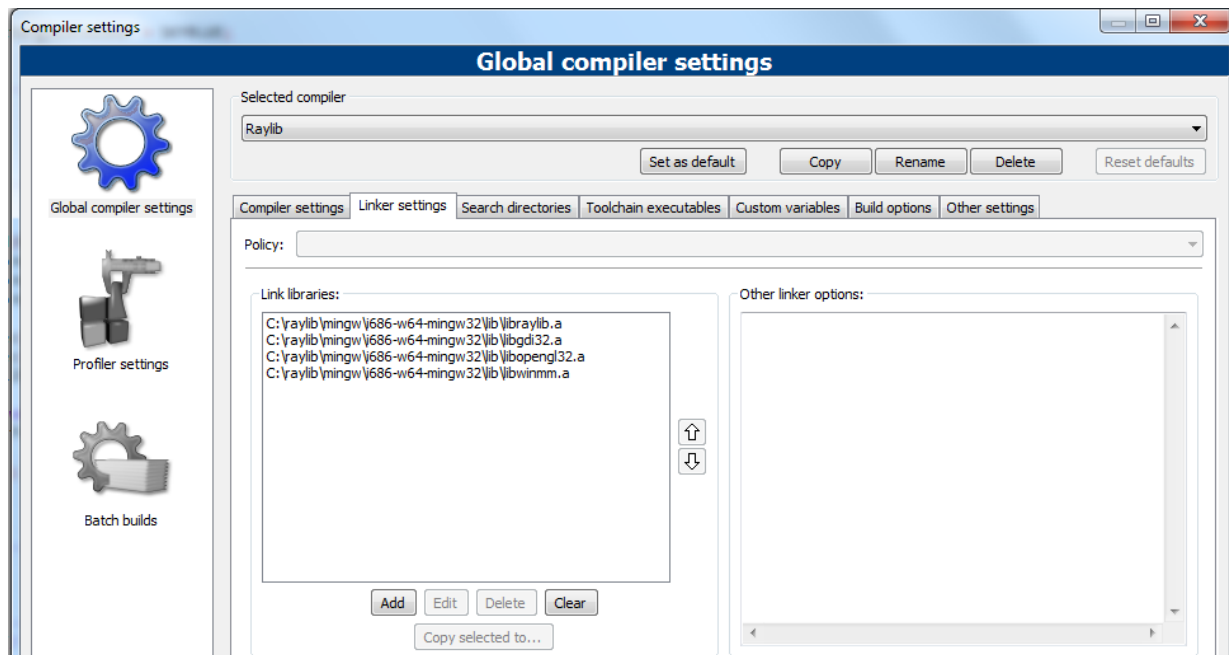 Compiler settings
Global compiler settings
Selected compiler
Raylib
Set as default Copy Rename Delete Reset defaults
Global compiler settings
Compiler settings Linker settings Search directories Toolchain executables Custom variables Build options Other settings
Policy:
Link libraries: Other linker options:
C:\raylib\mingw\i686-w64-mingw32\lib\libraylib.a
C:\raylib\mingw\i686-w64-mingw32\lib\libgdi32.a
C:\raylib\mingw\i686-w64-mingw32\lib\libopengl32.a
C:\raylib\mingw\i686-w64-mingw32\lib\libwinmm.a
Profiler settings
Batch builds
Add Edit Delete Clear
Copy selected to...